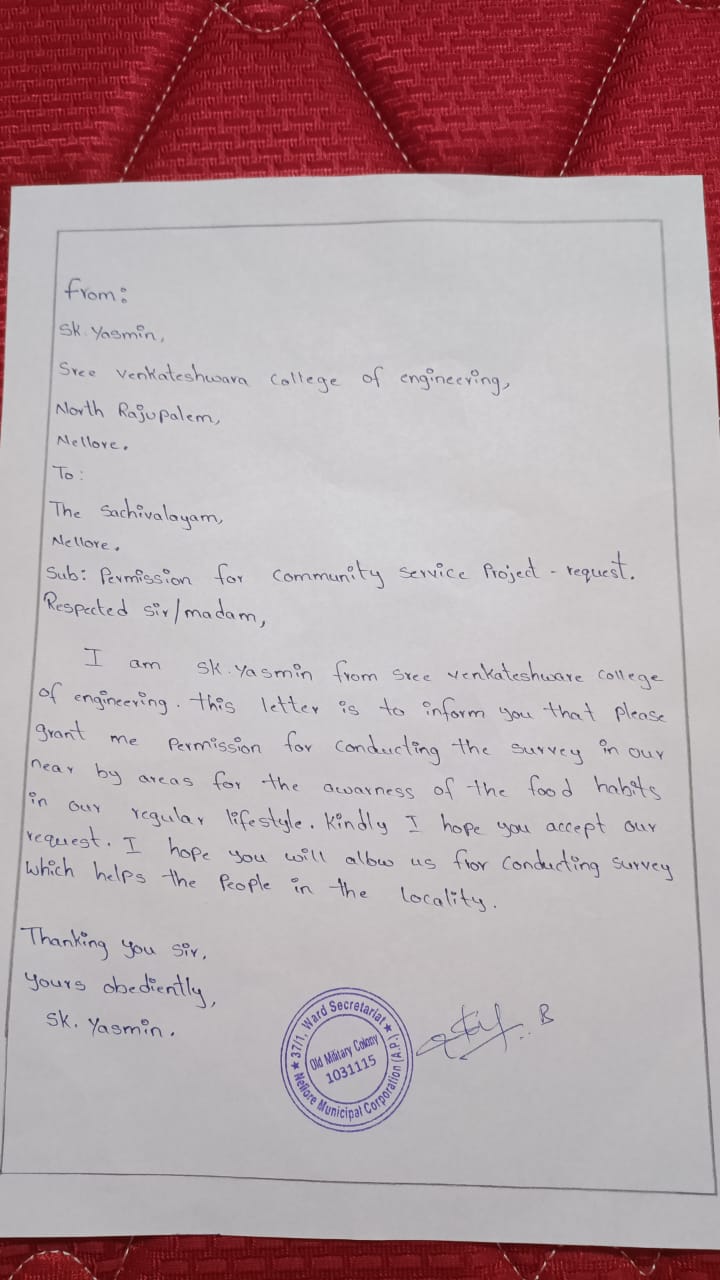 from:
SK. Yasmin,
Sree Venkateshwara College of engineering,
North Rajupalem,
Nellore.
To:
The Sachivalayam,
Nellore.
Sub: Permission for Community Service Project - request.
Respected sir/madam,
I am SK. Yasmin from sree venkateshware College
of engineering. this letter is to inform you that please
grant me permission for conducting the survey in our
near by areas for the awarness of the food habits
in our regular lifestyle. kindly I hope you accept our
request. I hope you will allow us for conducting survey
which helps the people in the locality.
Thanking you sir.
yours obediently,
SK. Yasmin.
★ 37/1, Ward Secretariat ★
Old Military Colony
1031115
Nellore Municipal Corporation (A.P.)
B